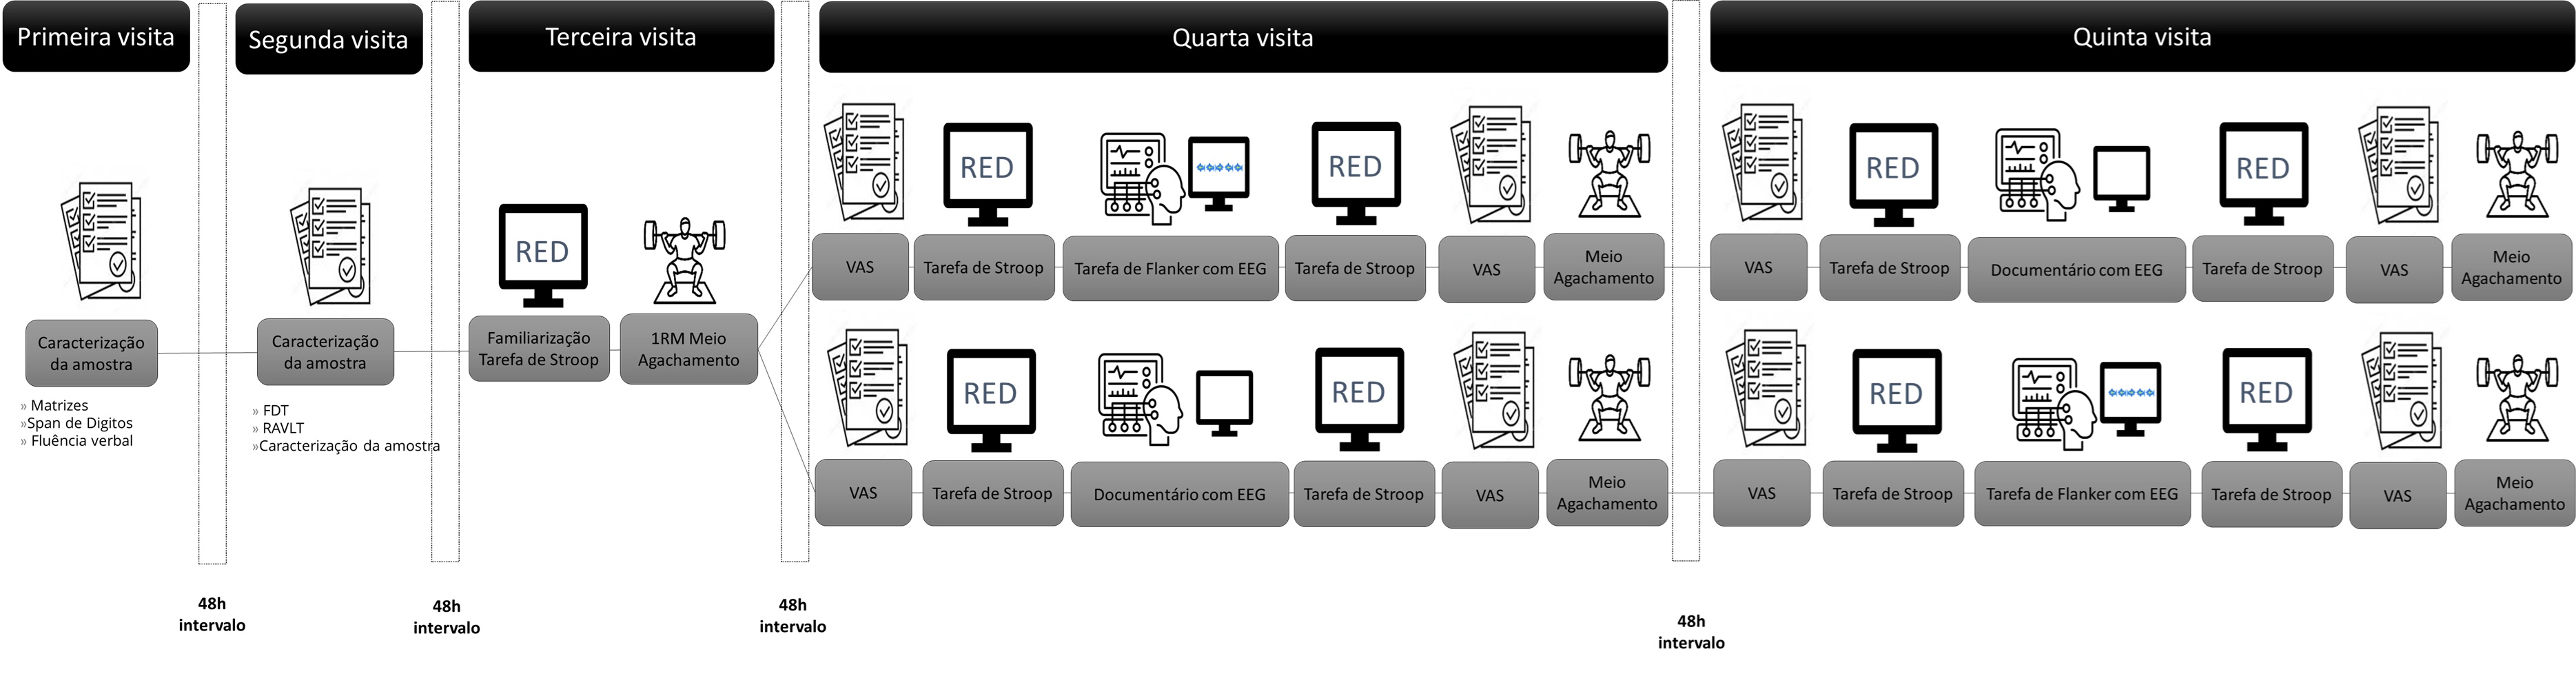 Primeira visita
Segunda visita
Terceira visita
Quarta visita
Quinta visita
Caracterização
da amostra
» Matrizes
»Span de Digitos
» Fluência verbal
Caracterização
da amostra
» FDT
» RAVLT
»Caracterização da amostra
RED
Familiarização
Tarefa de Stroop
1RM Meio
Agachamento
RED
RED
VAS
Tarefa de Stroop
Tarefa de Flanker com EEG
Tarefa de Stroop
VAS
Meio
Agachamento
RED
RED
VAS
Tarefa de Stroop
Documentário com EEG
Tarefa de Stroop
VAS
Meio
Agachamento
RED
RED
VAS
Tarefa de Stroop
Documentário com EEG
Tarefa de Stroop
VAS
Meio
Agachamento
RED
RED
VAS
Tarefa de Stroop
Tarefa de Flanker com EEG
Tarefa de Stroop
VAS
Meio
Agachamento
48h
intervalo
48h
intervalo
48h
intervalo
48h
intervalo